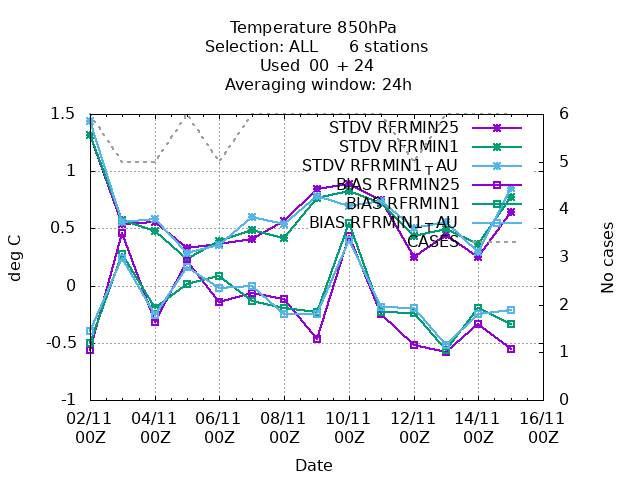 Temperature 850hPa
Selection: ALL 6 stations
Used 00 + 24
Averaging window: 24h
1.5
1
0.5
0
-0.5
-1
deg C
6
5
4
3
2
1
0
No cases
STDV RFRMIN25
STDV RFRMIN1
STDV RFRMIN1TAU
BIAS RFRMIN25
BIAS RFRMIN1
BIAS RFRMIN1TAU
CASES
02/11 04/11 06/11 08/11 10/11 12/11 14/11 16/11
00Z 00Z 00Z 00Z 00Z 00Z 00Z 00Z
Date